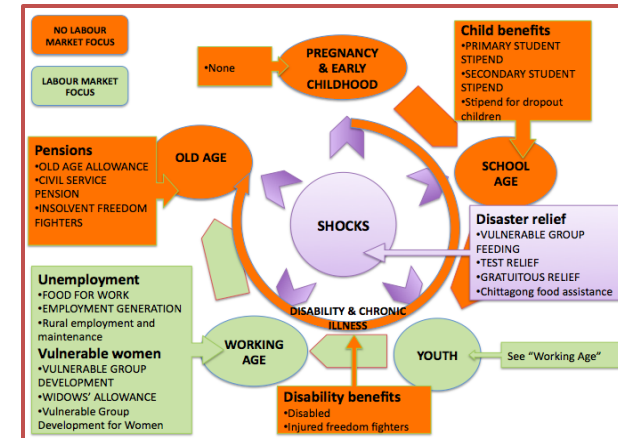 NO LABOUR
MARKET FOCUS
LABOUR MARKET
FOCUS
•None
PREGNANCY
& EARLY
CHILDHOOD
Child benefits
•PRIMARY STUDENT
STIPEND
•SECONDARY STUDENT
STIPEND
•Stipend for dropout
children
Pensions
•OLD AGE ALLOWANCE
•CIVIL SERVICE
PENSION
•INSOLVENT FREEDOM
FIGHTERS
OLD AGE
SCHOOL
AGE
SHOCKS
Disaster relief
•VULNERABLE GROUP
FEEDING
•TEST RELIEF
•GRATUITOUS RELIEF
•Chittagong food assistance
Unemployment
•FOOD FOR WORK
•EMPLOYMENT GENERATION
•Rural employment and
maintenance
Vulnerable women
•VULNERABLE GROUP
DEVELOPMENT
•WIDOWS' ALLOWANCE
•Vulnerable Group
Development for Women
DISABILITY & CHRONIC
ILLNESS
WORKING
AGE
YOUTH
See "Working Age"
Disability benefits
•Disabled
•Injured freedom fighters